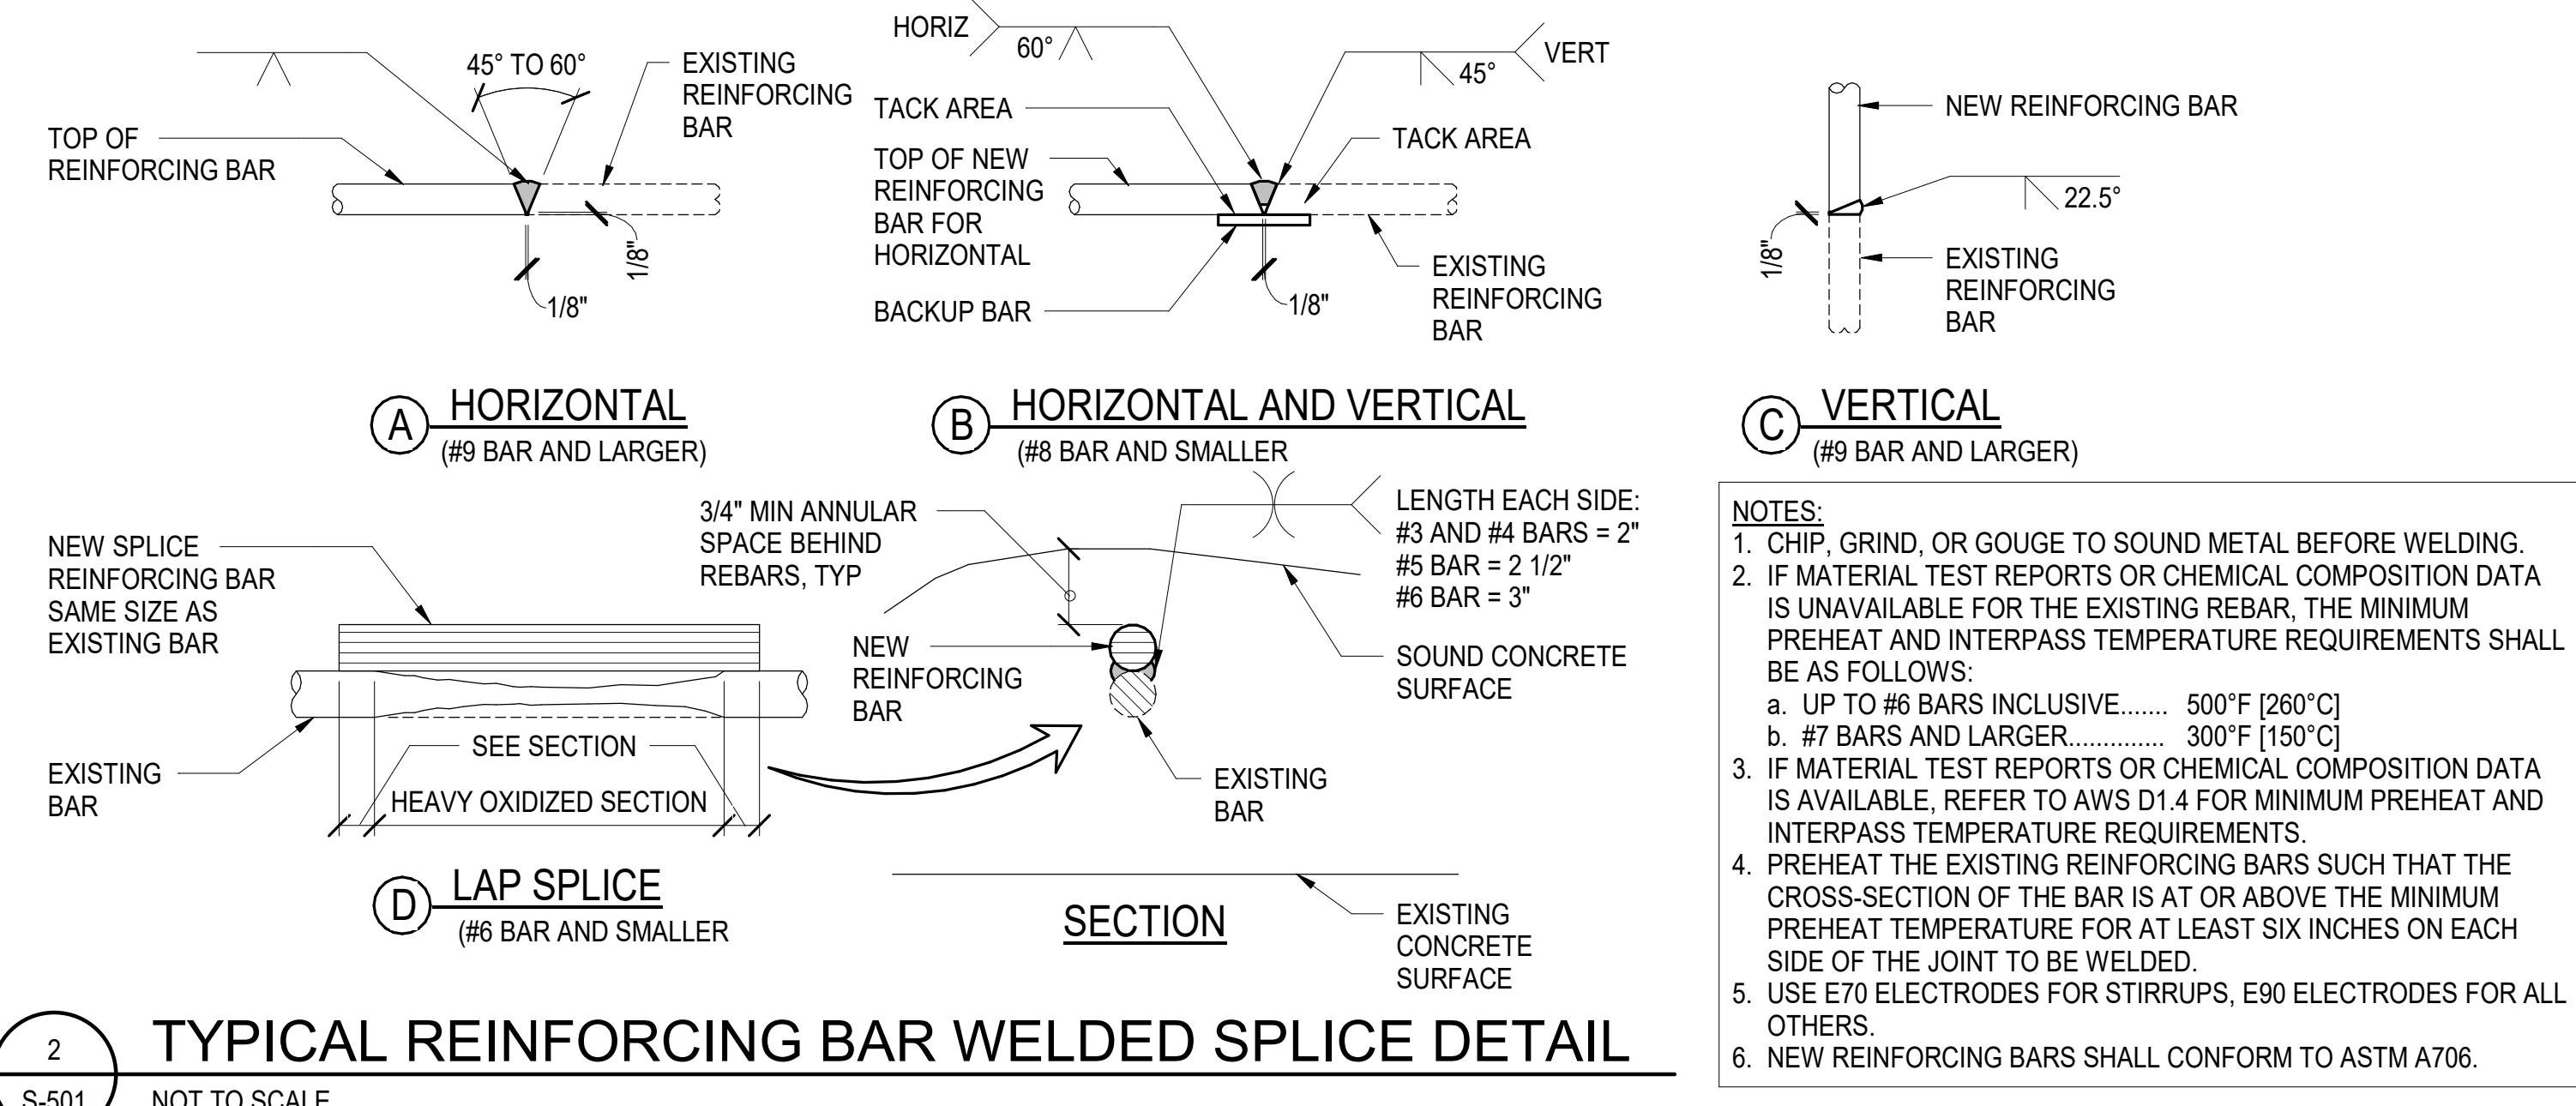 45° TO 60°
EXISTING
REINFORCING
BAR
TOP OF
REINFORCING BAR
1/8"
1/8"
A
HORIZONTAL
(#9 BAR AND LARGER)
HORIZ
60°
VERT
45°
TACK AREA
TACK AREA
TOP OF NEW
REINFORCING
BAR FOR
HORIZONTAL
BACKUP BAR
1/8"
EXISTING
REINFORCING
BAR
B
HORIZONTAL AND VERTICAL
(#8 BAR AND SMALLER
NEW REINFORCING BAR
22.5°
1/8"
EXISTING
REINFORCING
BAR
C
VERTICAL
(#9 BAR AND LARGER)
NEW SPLICE
REINFORCING BAR
SAME SIZE AS
EXISTING BAR
EXISTING
BAR
SEE SECTION
HEAVY OXIDIZED SECTION
D
LAP SPLICE
(#6 BAR AND SMALLER
3/4" MIN ANNULAR
SPACE BEHIND
REBARS, TYP
LENGTH EACH SIDE:
#3 AND #4 BARS = 2"
#5 BAR = 2 1/2"
#6 BAR = 3"
NEW
REINFORCING
BAR
SOUND CONCRETE
SURFACE
EXISTING
BAR
SECTION
EXISTING
CONCRETE
SURFACE
NOTES:
1. CHIP, GRIND, OR GOUGE TO SOUND METAL BEFORE WELDING.
2. IF MATERIAL TEST REPORTS OR CHEMICAL COMPOSITION DATA
IS UNAVAILABLE FOR THE EXISTING REBAR, THE MINIMUM
PREHEAT AND INTERPASS TEMPERATURE REQUIREMENTS SHALL
BE AS FOLLOWS:
a. UP TO #6 BARS INCLUSIVE....... 500°F [260°C]
b. #7 BARS AND LARGER.............. 300°F [150°C]
3. IF MATERIAL TEST REPORTS OR CHEMICAL COMPOSITION DATA
IS AVAILABLE, REFER TO AWS D1.4 FOR MINIMUM PREHEAT AND
INTERPASS TEMPERATURE REQUIREMENTS.
4. PREHEAT THE EXISTING REINFORCING BARS SUCH THAT THE
CROSS-SECTION OF THE BAR IS AT OR ABOVE THE MINIMUM
PREHEAT TEMPERATURE FOR AT LEAST SIX INCHES ON EACH
SIDE OF THE JOINT TO BE WELDED.
5. USE E70 ELECTRODES FOR STIRRUPS, E90 ELECTRODES FOR ALL
OTHERS.
6. NEW REINFORCING BARS SHALL CONFORM TO ASTM A706.
2
TYPICAL REINFORCING BAR WELDED SPLICE DETAIL
S-501
NOT TO SCALE